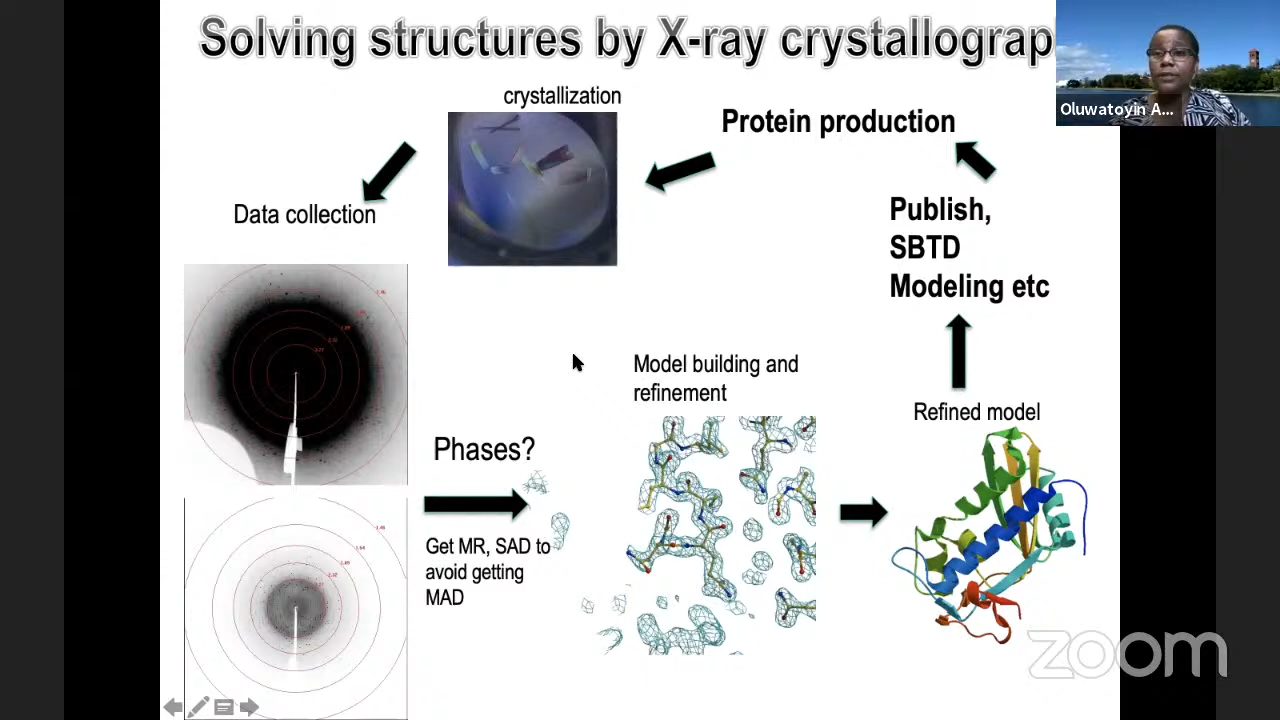 Solving structures by X-ray crystallograp
Oluwatoyin A...
crystallization
Protein production
Data collection
Publish,
SBTD
Modeling etc
Model building and
refinement
Refined model
Phases?
Get MR, SAD to
avoid getting
MAD
zoom